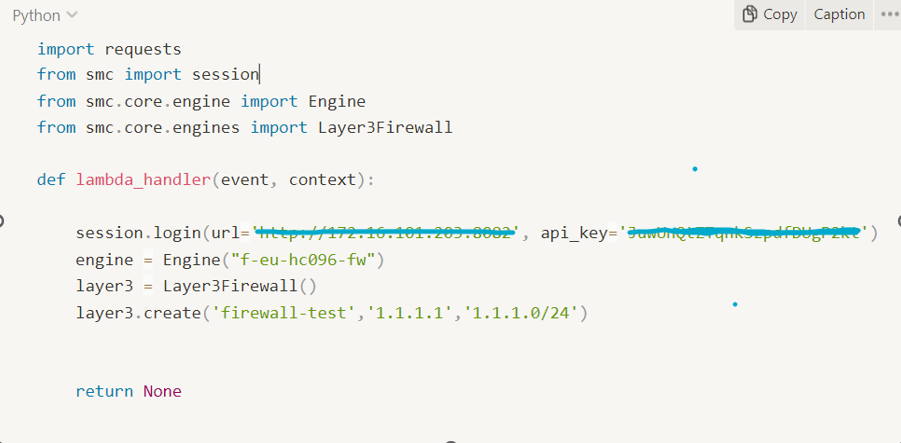 Python
Copy
Caption
import requests
from smc import session
from smc.core.engine import Engine
from smc.core.engines import Layer3Firewall
def lambda_handler(event, context):
session.login(url='', api_key='')
engine = Engine("f-eu-hc096-fw")
layer3 = Layer3Firewall()
layer3.create('firewall-test','1.1.1.1','1.1.1.0/24')
return None